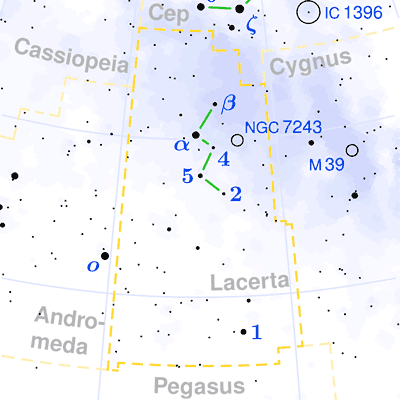 Cep
ζ
IC 1396
Cassiopeia
Cygnus
β
NGC 7243
α
4
M 39
5
2
o
Lacerta
Andro-
meda
1
Pegasus